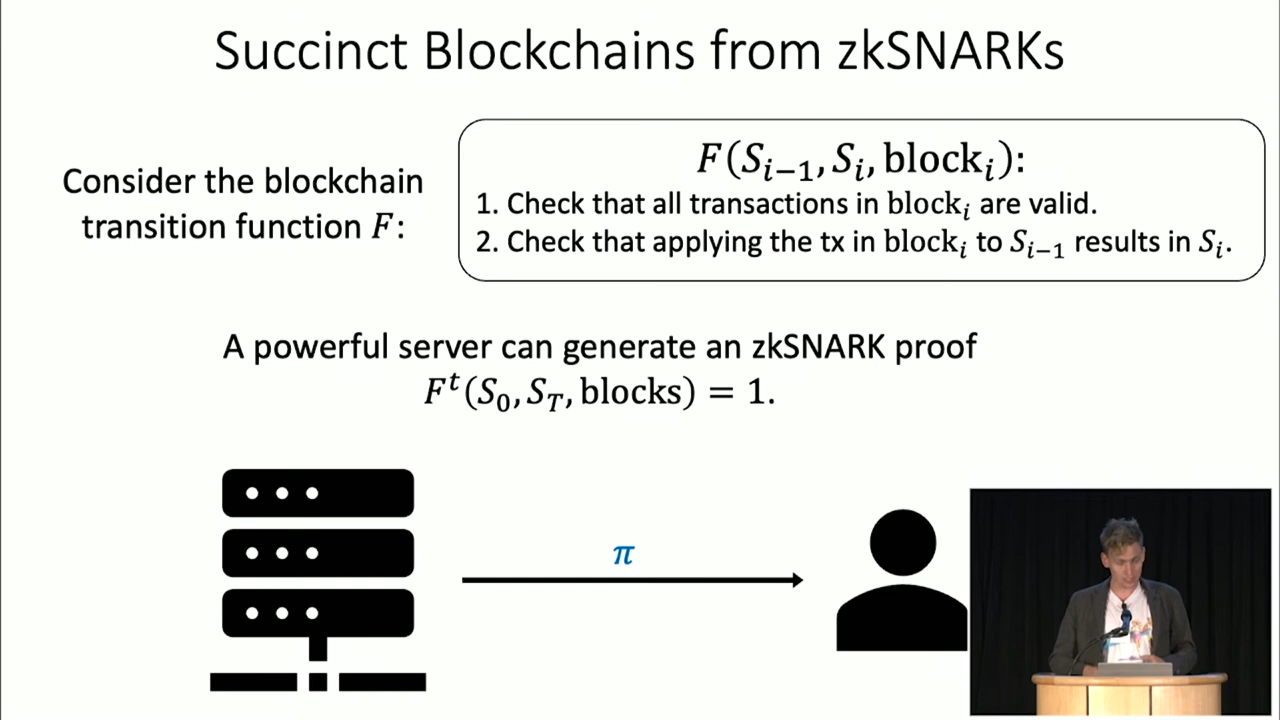 Succinct Blockchains from zkSNARKs
Consider the blockchain
transition function F:
F(Sᵢ₋₁, Sᵢ, blockᵢ):
1. Check that all transactions in blockᵢ are valid.
2. Check that applying the tx in blockᵢ to Sᵢ₋₁ results in Sᵢ.
A powerful server can generate an zkSNARK proof
Fᵗ(S₀, S_T, blocks) = 1.
π